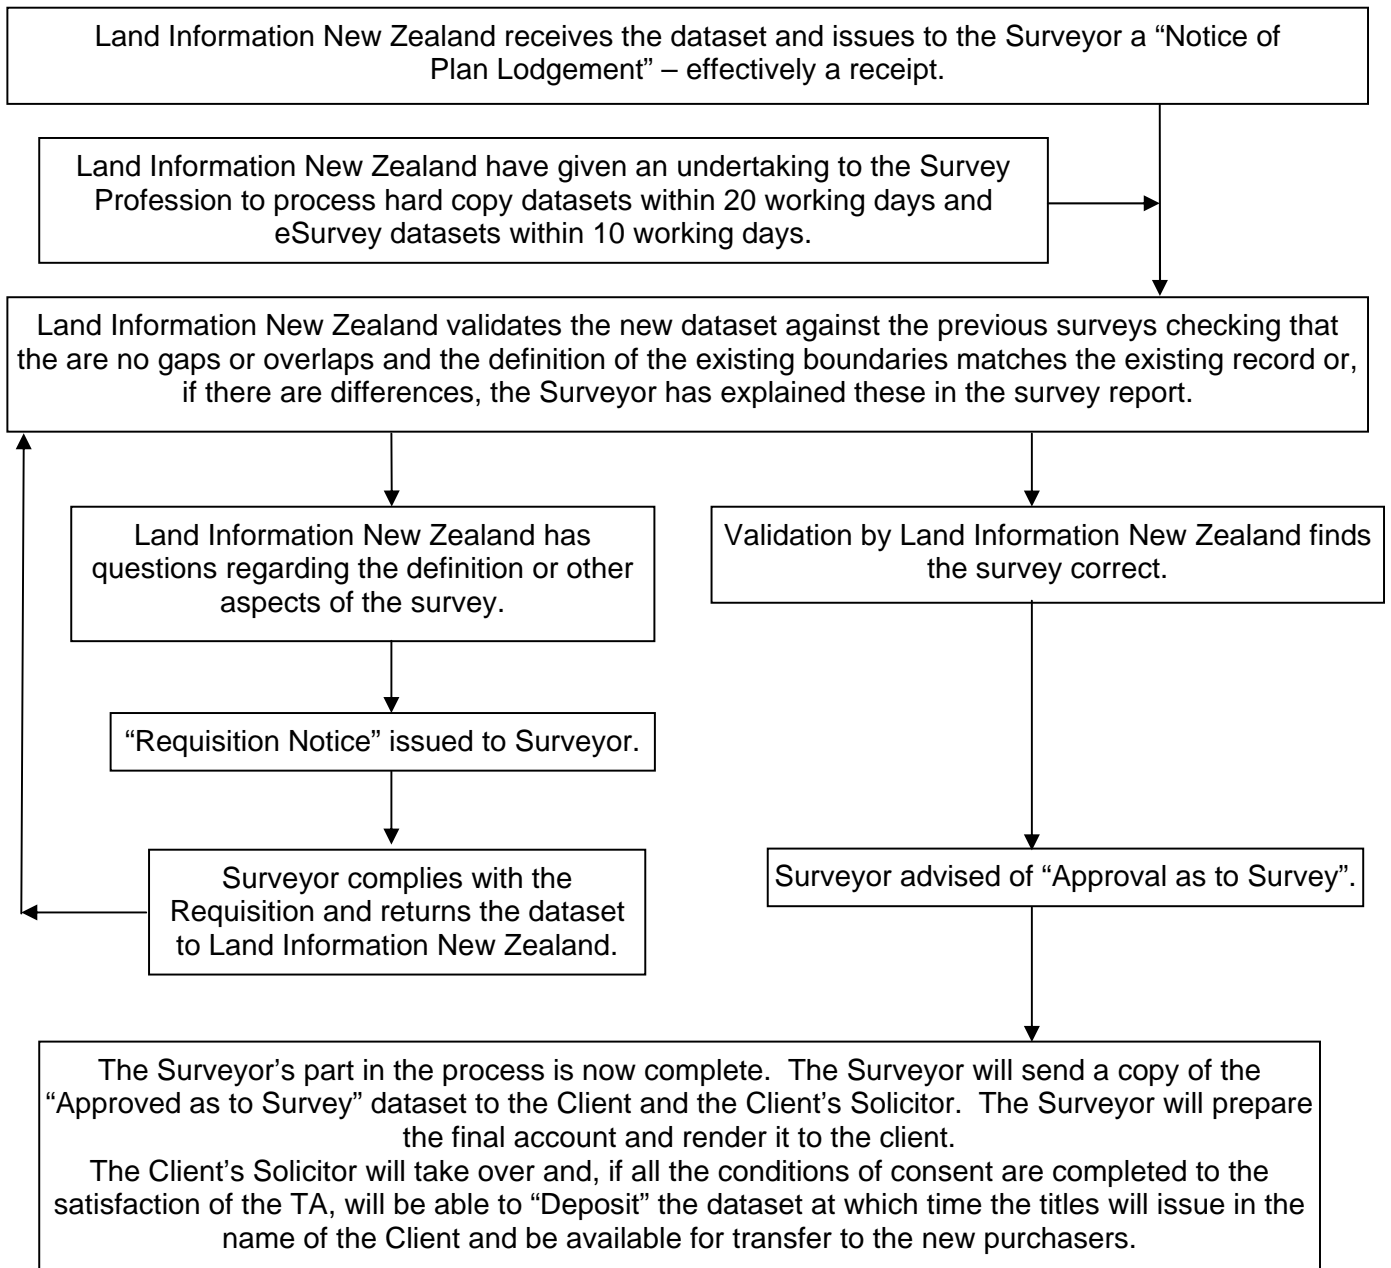 Land Information New Zealand receives the dataset and issues to the Surveyor a “Notice of
Plan Lodgement” – effectively a receipt.
Land Information New Zealand have given an undertaking to the Survey
Profession to process hard copy datasets within 20 working days and
eSurvey datasets within 10 working days.
Land Information New Zealand validates the new dataset against the previous surveys checking that
the are no gaps or overlaps and the definition of the existing boundaries matches the existing record or,
if there are differences, the Surveyor has explained these in the survey report.
Land Information New Zealand has
questions regarding the definition or other
aspects of the survey.
Validation by Land Information New Zealand finds
the survey correct.
“Requisition Notice” issued to Surveyor.
Surveyor complies with the
Requisition and returns the dataset
to Land Information New Zealand.
Surveyor advised of “Approval as to Survey”.
The Surveyor’s part in the process is now complete.  The Surveyor will send a copy of the
“Approved as to Survey” dataset to the Client and the Client’s Solicitor.  The Surveyor will prepare
the final account and render it to the client.
The Client’s Solicitor will take over and, if all the conditions of consent are completed to the
satisfaction of the TA, will be able to “Deposit” the dataset at which time the titles will issue in the
name of the Client and be available for transfer to the new purchasers.